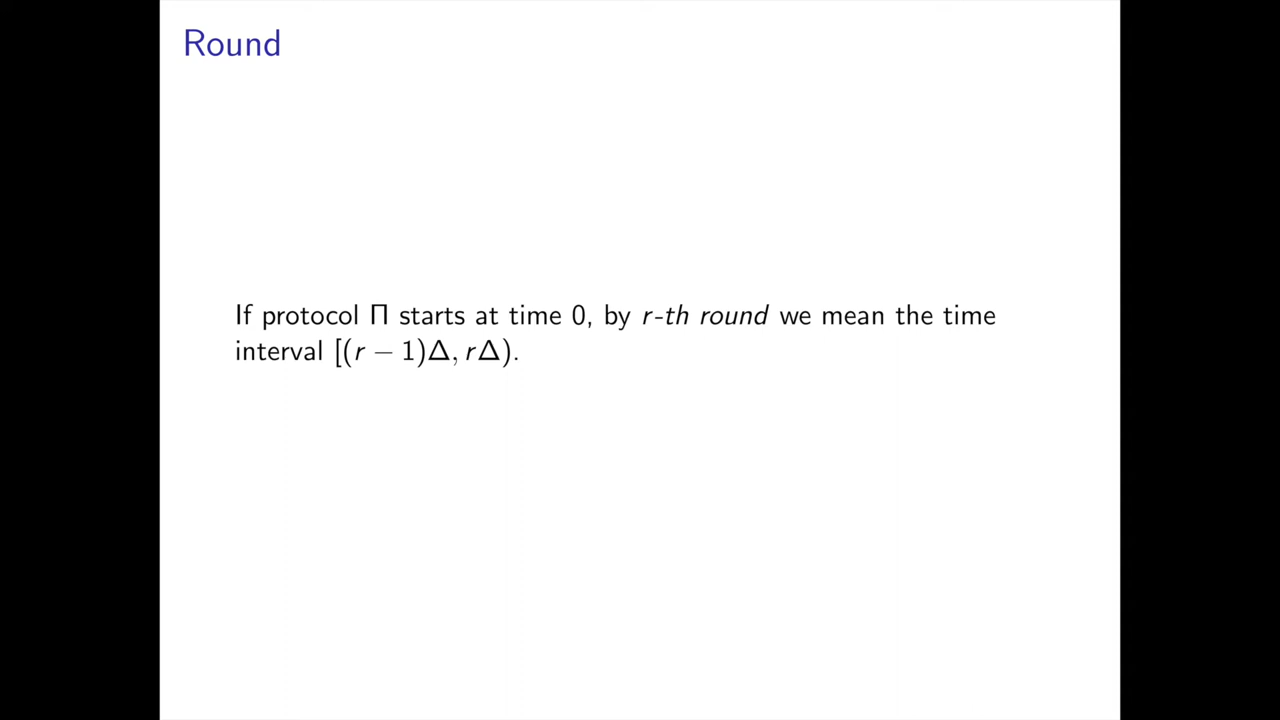 Round
If protocol Π starts at time 0, by r-th round we mean the time
interval [(r − 1)Δ, rΔ).